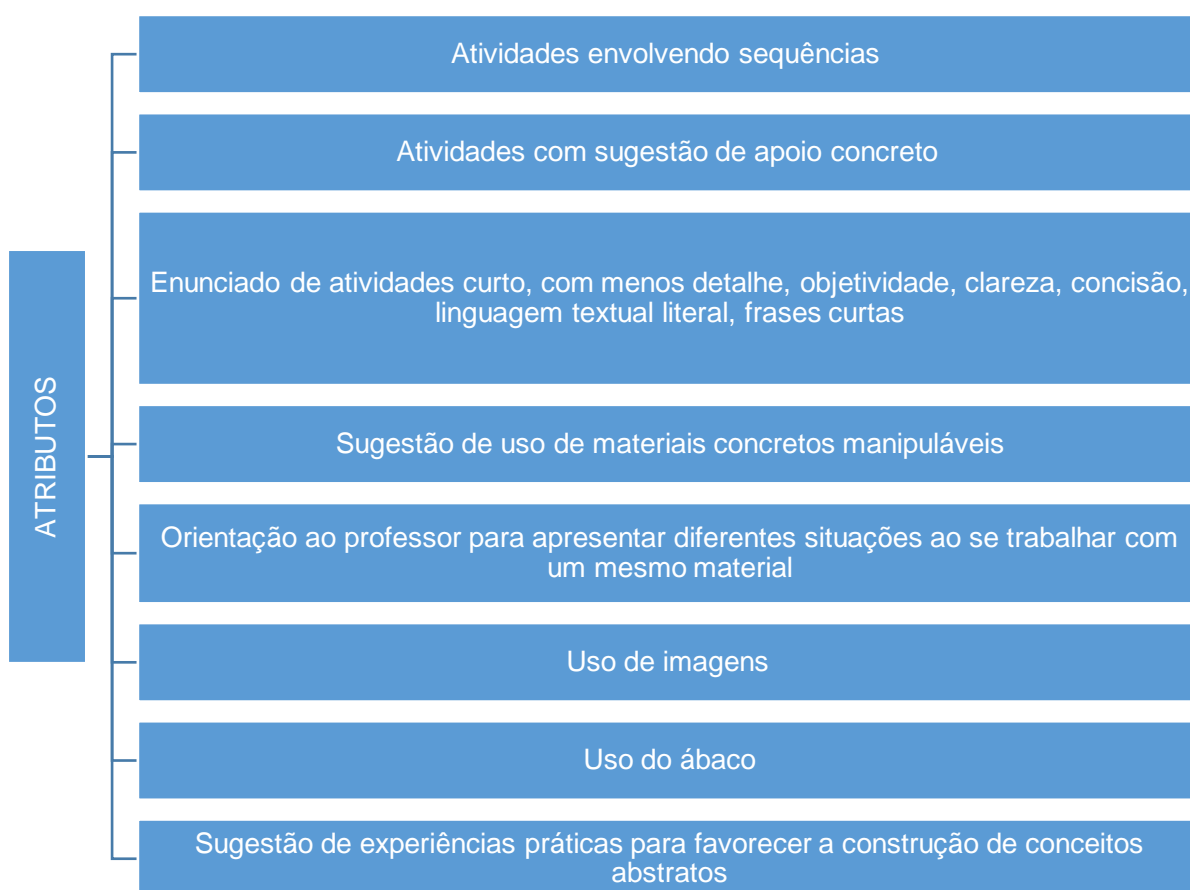 ATRIBUTOS
Atividades envolvendo sequências
Atividades com sugestão de apoio concreto
Enunciado de atividades curto, com menos detalhe, objetividade, clareza, concisão,
linguagem textual literal, frases curtas
Sugestão de uso de materiais concretos manipuláveis
Orientação ao professor para apresentar diferentes situações ao se trabalhar com
um mesmo material
Uso de imagens
Uso do ábaco
Sugestão de experiências práticas para favorecer a construção de conceitos
abstratos